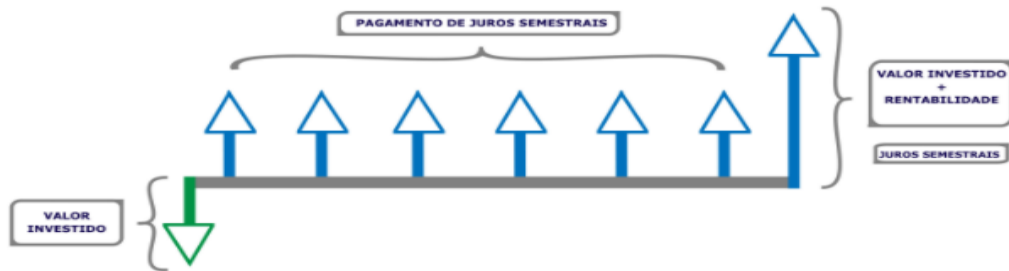 PAGAMENTO DE JUROS SEMESTRAIS
VALOR INVESTIDO
+
RENTABILIDADE
JUROS SEMESTRAIS
VALOR
INVESTIDO